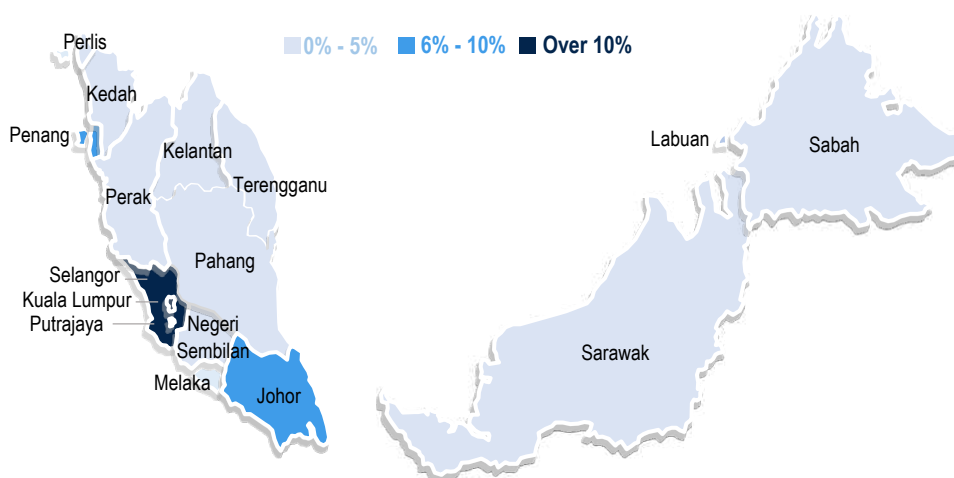 0% - 5% 6% - 10% Over 10%
Perlis
Kedah
Penang
Kelantan
Terengganu
Perak
Pahang
Selangor
Kuala Lumpur
Putrajaya
Negeri
Sembilan
Melaka
Johor
Labuan
Sabah
Sarawak